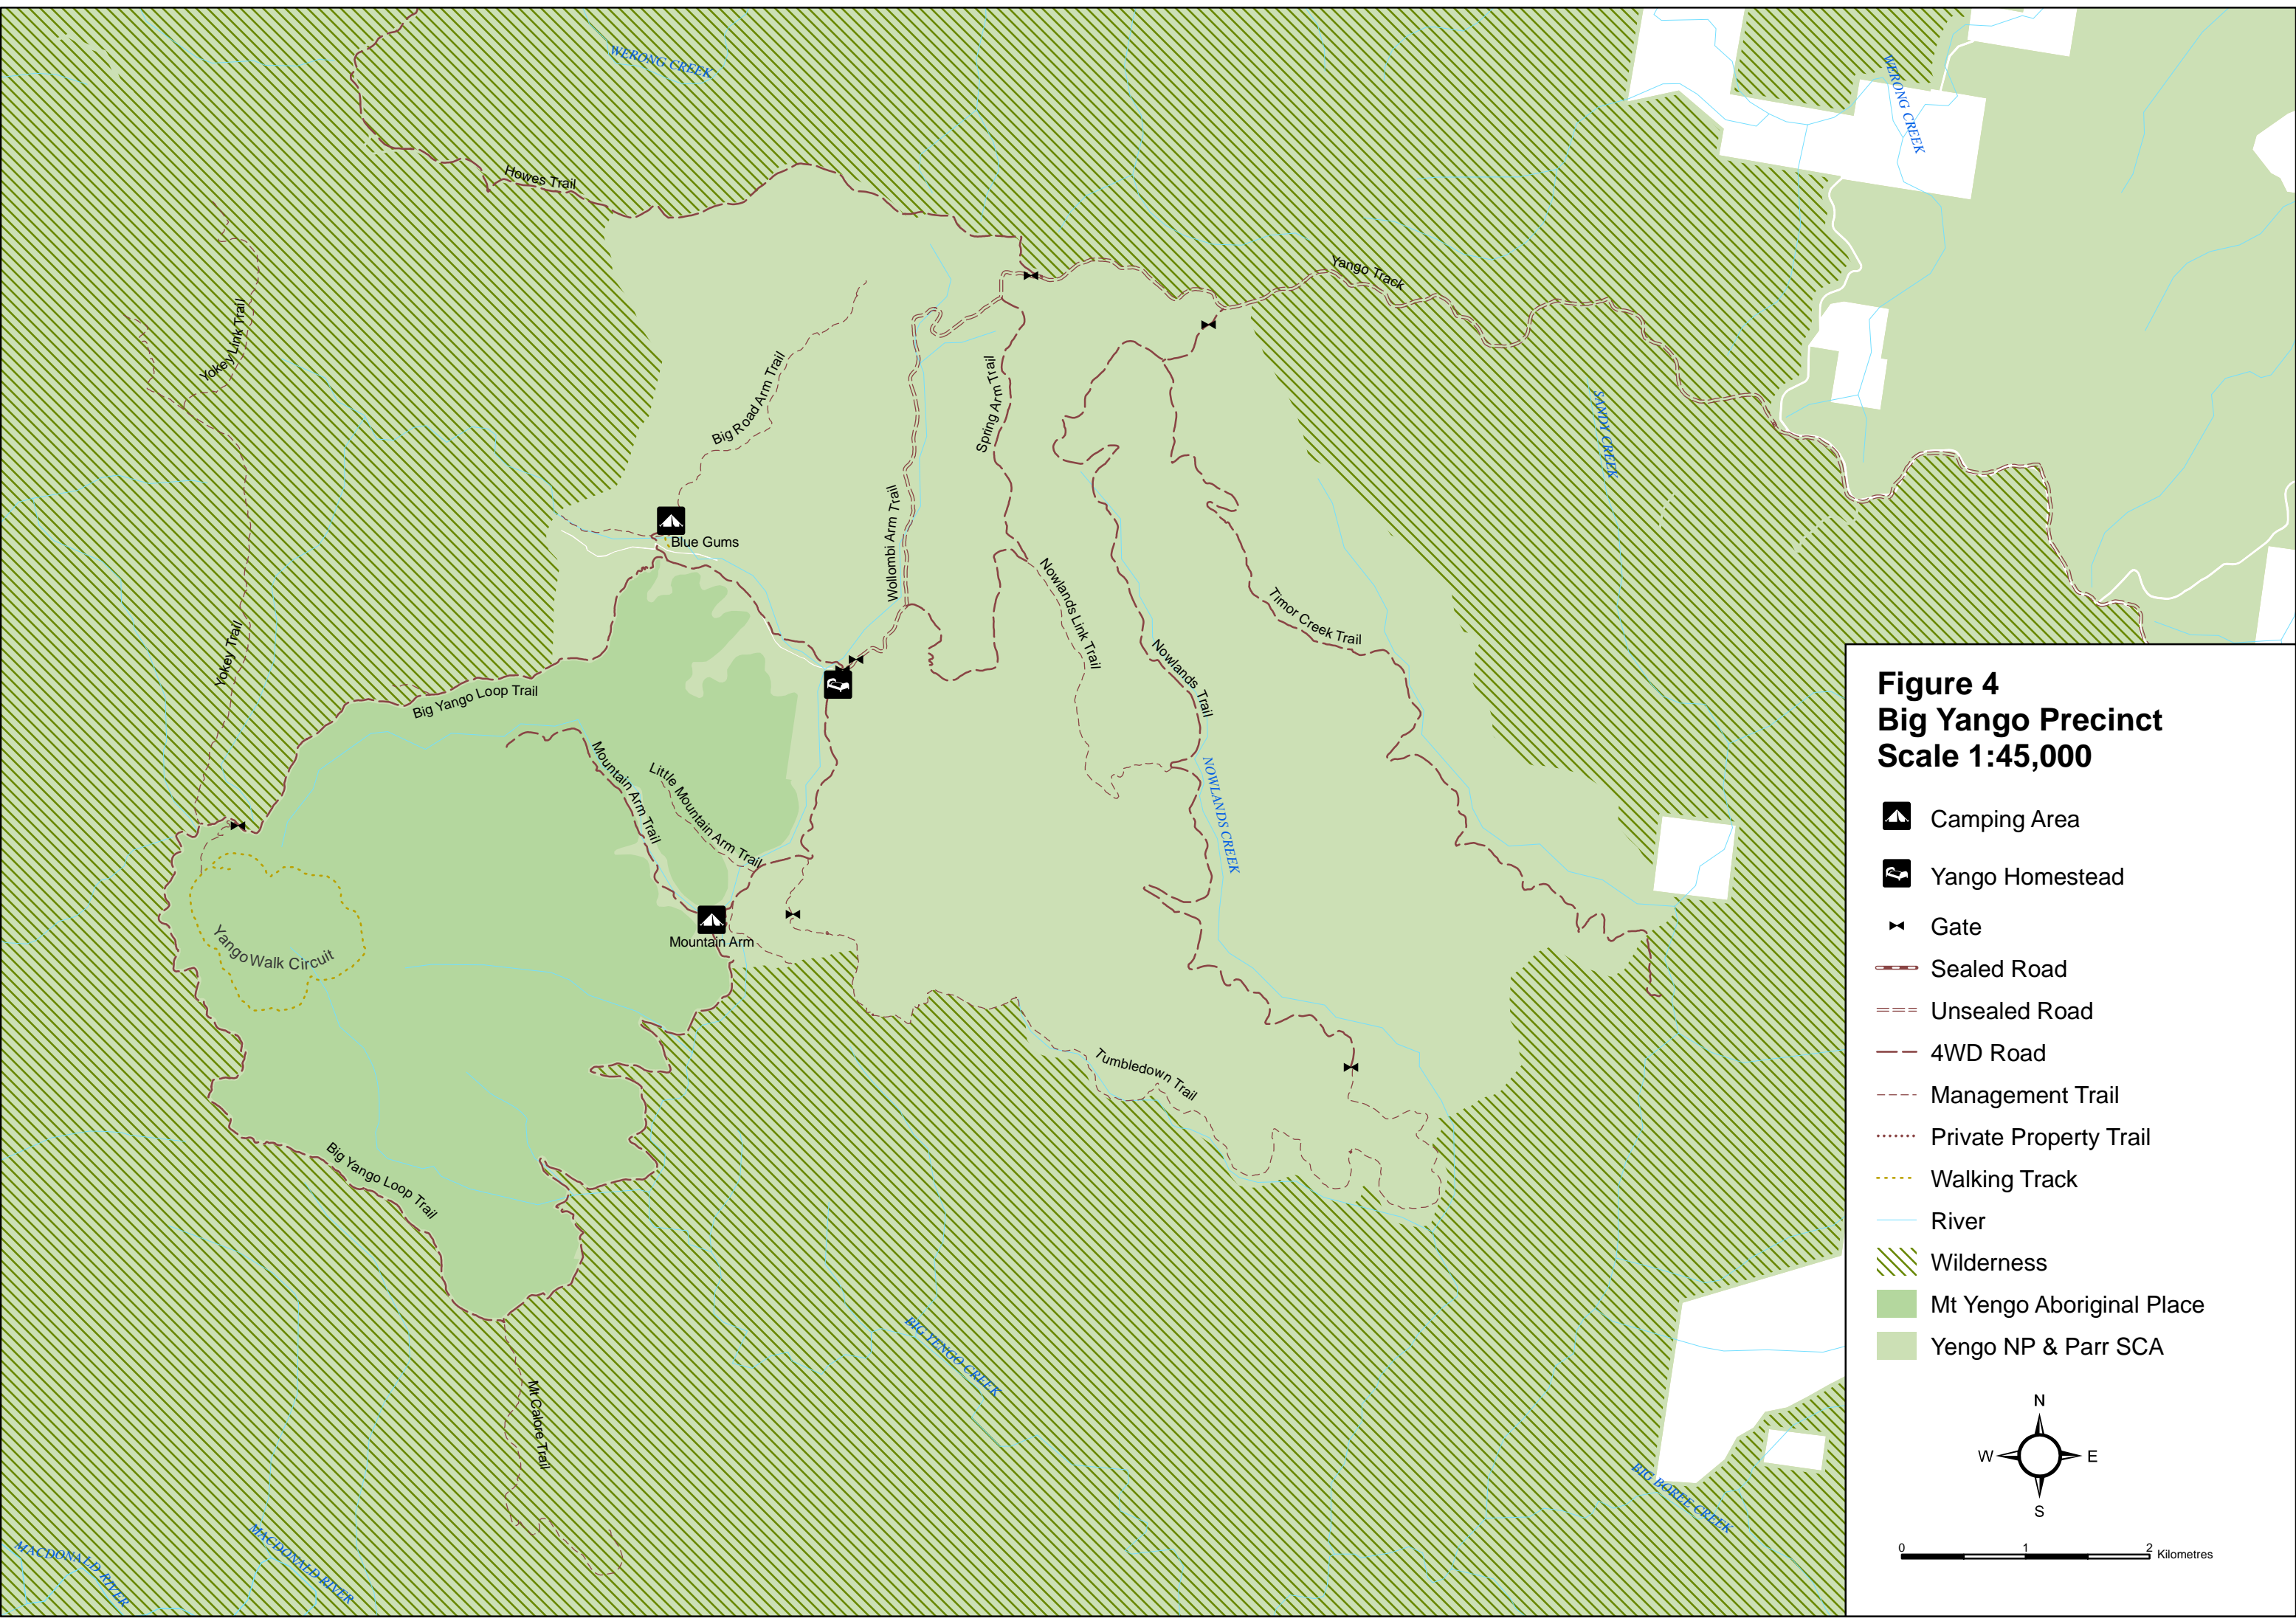 WERONG CREEK
WERONG CREEK
Howes Trail
Yango Track
Yokey Link Trail
Big Road Arm Trail
Spring Arm Trail
SANDY CREEK
Wollombi Arm Trail
Blue Gums
Nowlands Link Trail
Timor Creek Trail
Yokey Trail
Nowlands Trail
Big Yango Loop Trail
Mountain Arm Trail
Little Mountain Arm Trail
NOWLANDS CREEK
Yango Walk Circuit
Mountain Arm
Tumbledown Trail
Big Yango Loop Trail
BIG YENGO CREEK
Mt Calore Trail
BIG BOREE CREEK
MACDONALD RIVER
MACDONALD RIVER
Figure 4
Big Yango Precinct
Scale 1:45,000
Camping Area
Yango Homestead
Gate
Sealed Road
Unsealed Road
4WD Road
Management Trail
Private Property Trail
Walking Track
River
Wilderness
Mt Yengo Aboriginal Place
Yengo NP & Parr SCA
N
W E
S
0 1 2
Kilometres